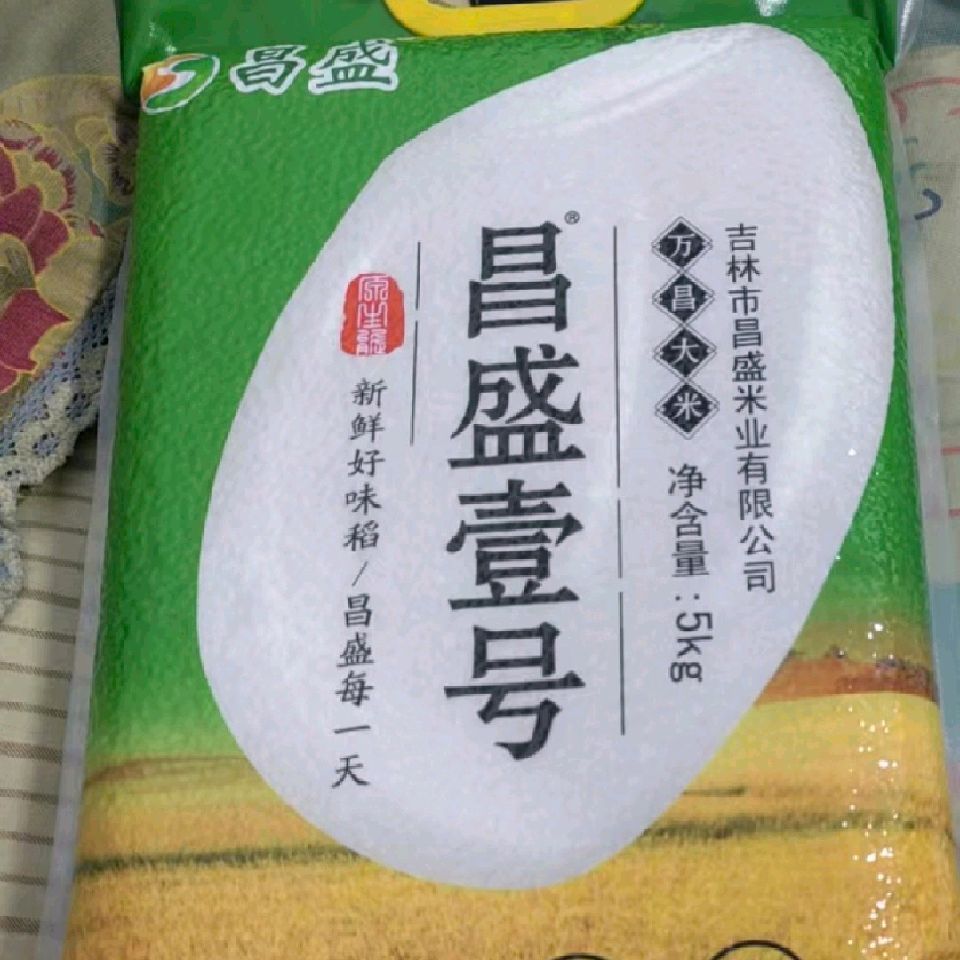 昌盛
昌盛壹号®
吉林市昌盛米业有限公司
万昌大米
净含量:5kg
原生態
新鲜好味稻/昌盛每一天